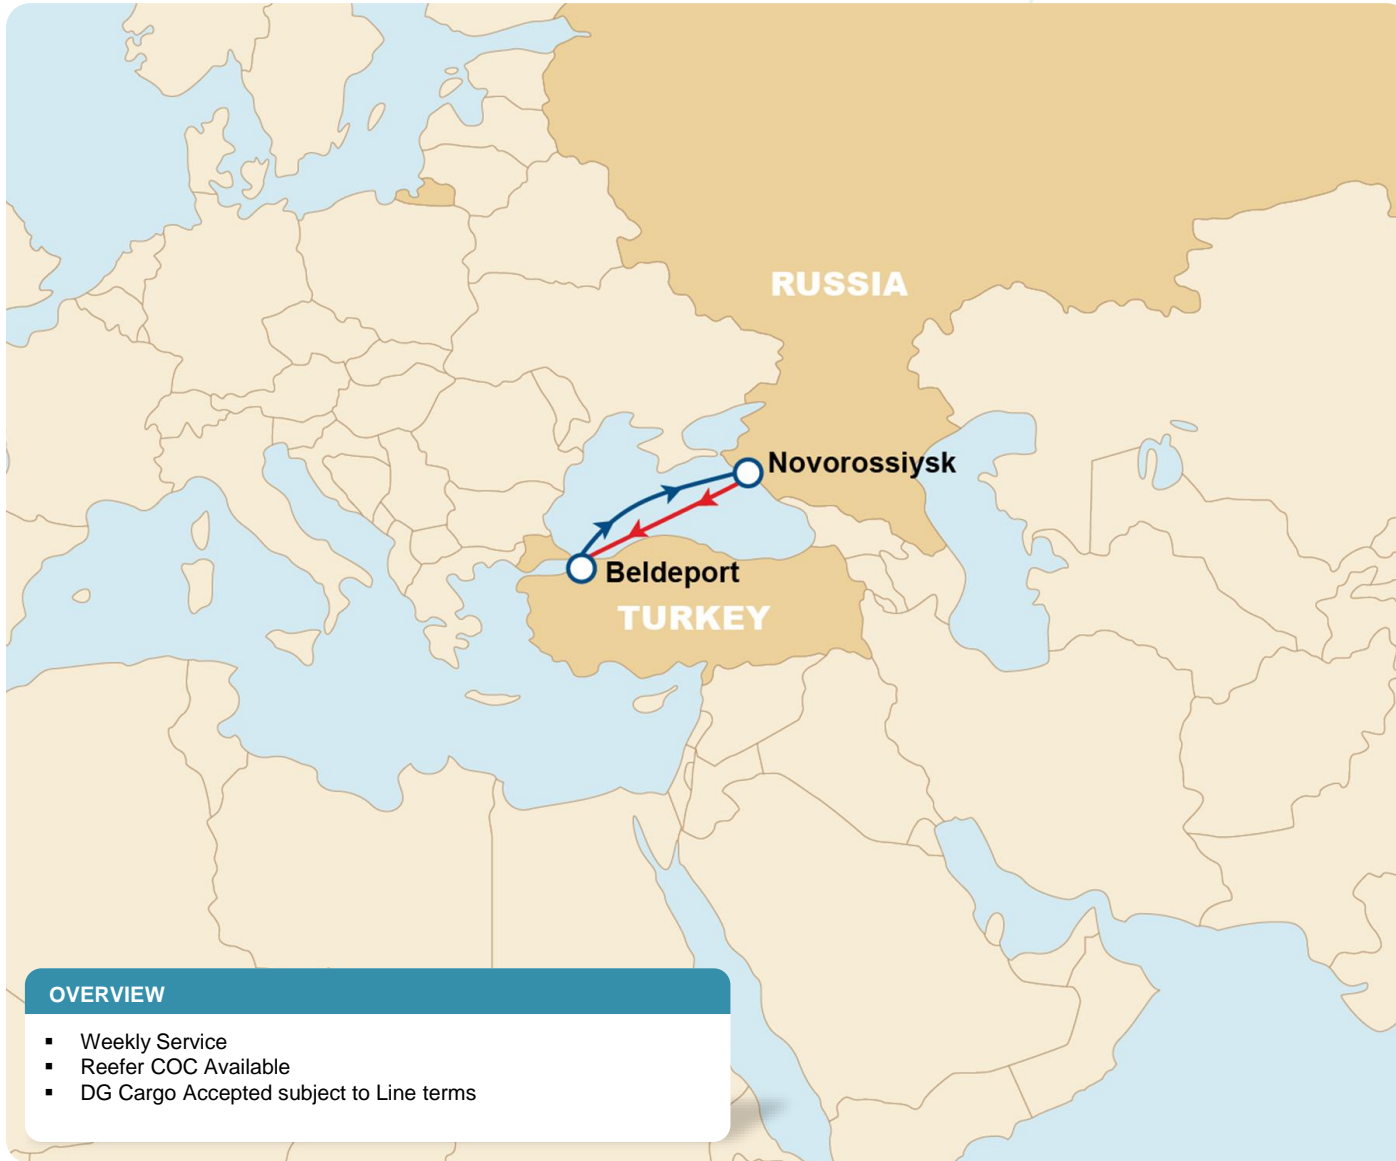 RUSSIA
Novorossiysk
Beldeport
TURKEY
OVERVIEW
▪ Weekly Service
▪ Reefer COC Available
▪ DG Cargo Accepted subject to Line terms